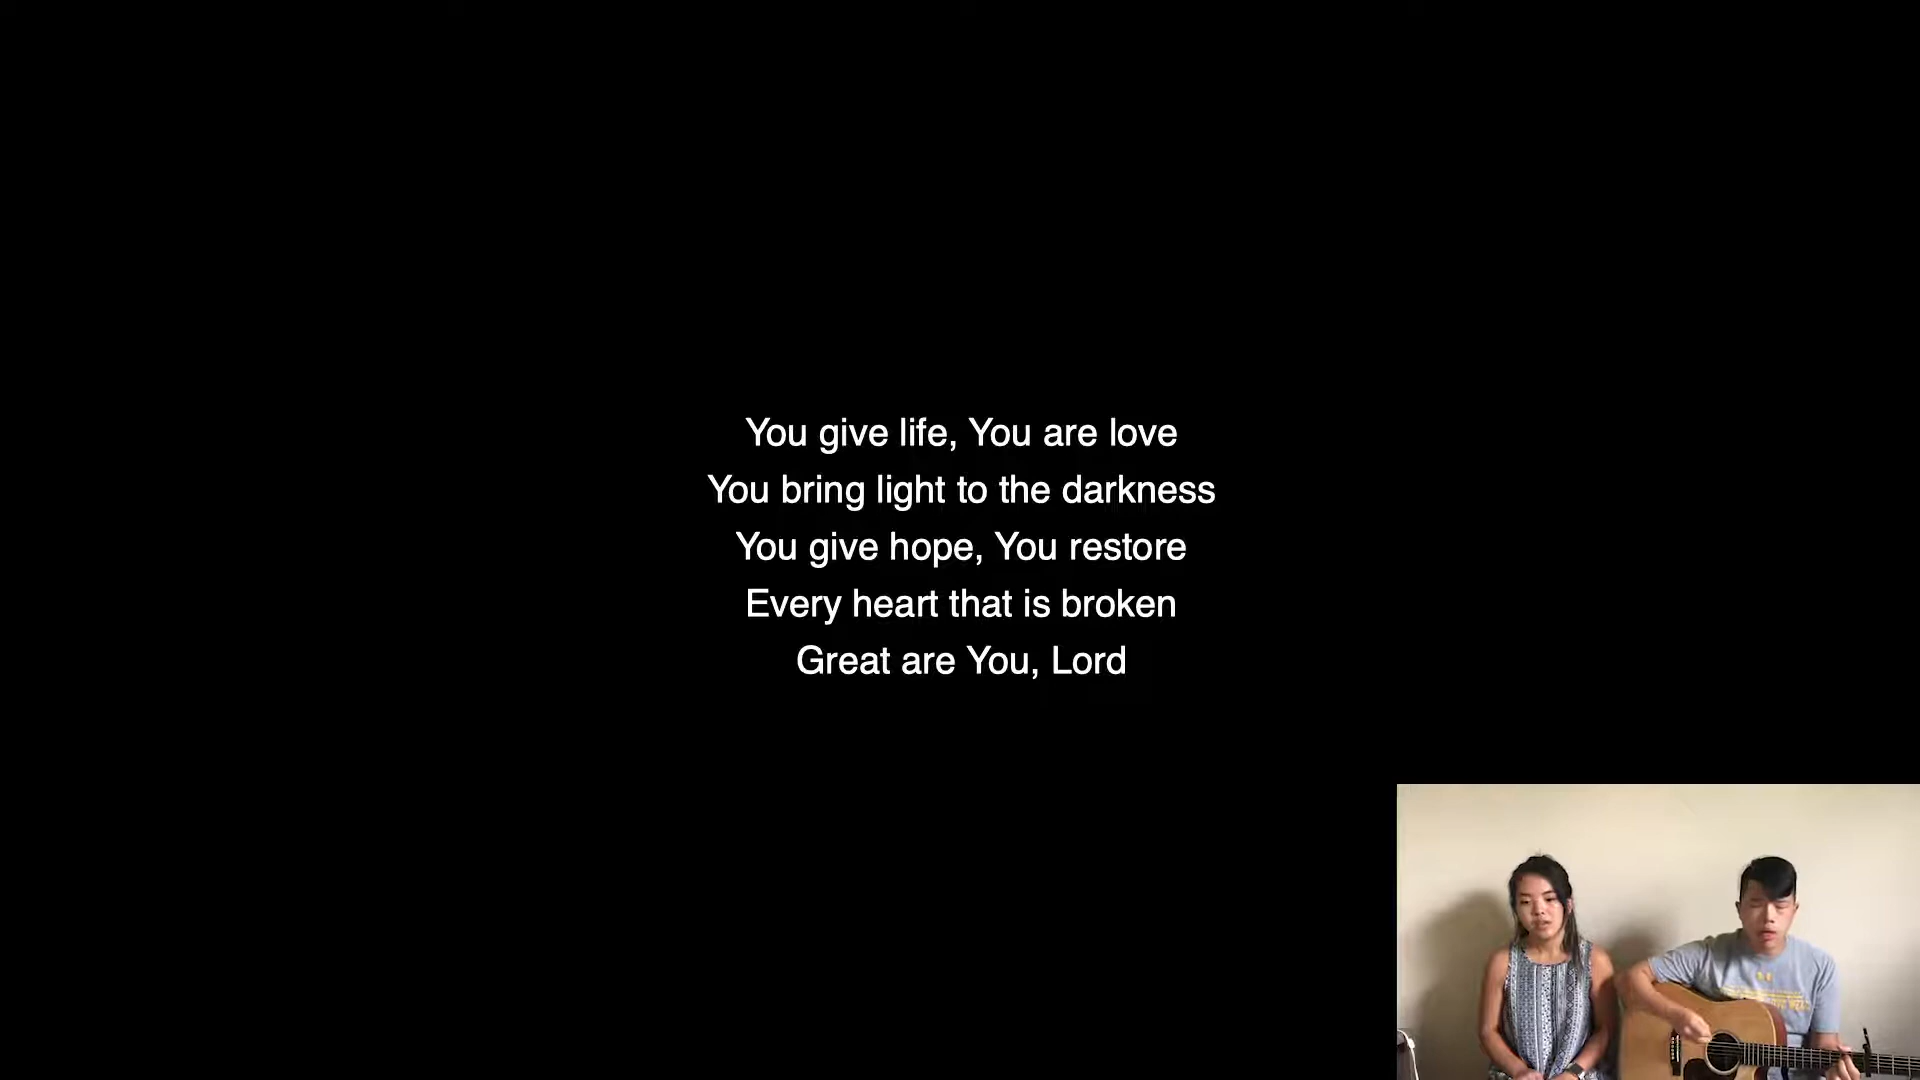 You give life, You are love
You bring light to the darkness
You give hope, You restore
Every heart that is broken
Great are You, Lord